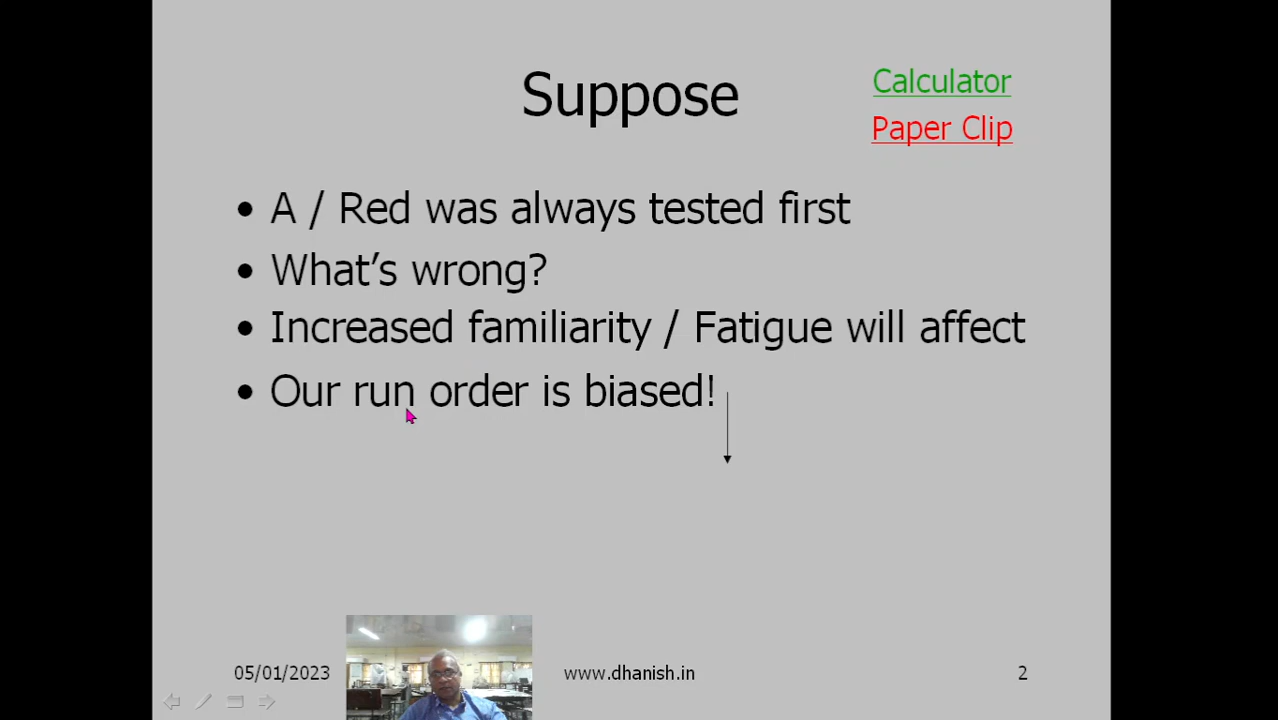 Suppose
Calculator
Paper Clip
• A / Red was always tested first
• What’s wrong?
• Increased familiarity / Fatigue will affect
• Our run order is biased!
05/01/2023
www.dhanish.in
2